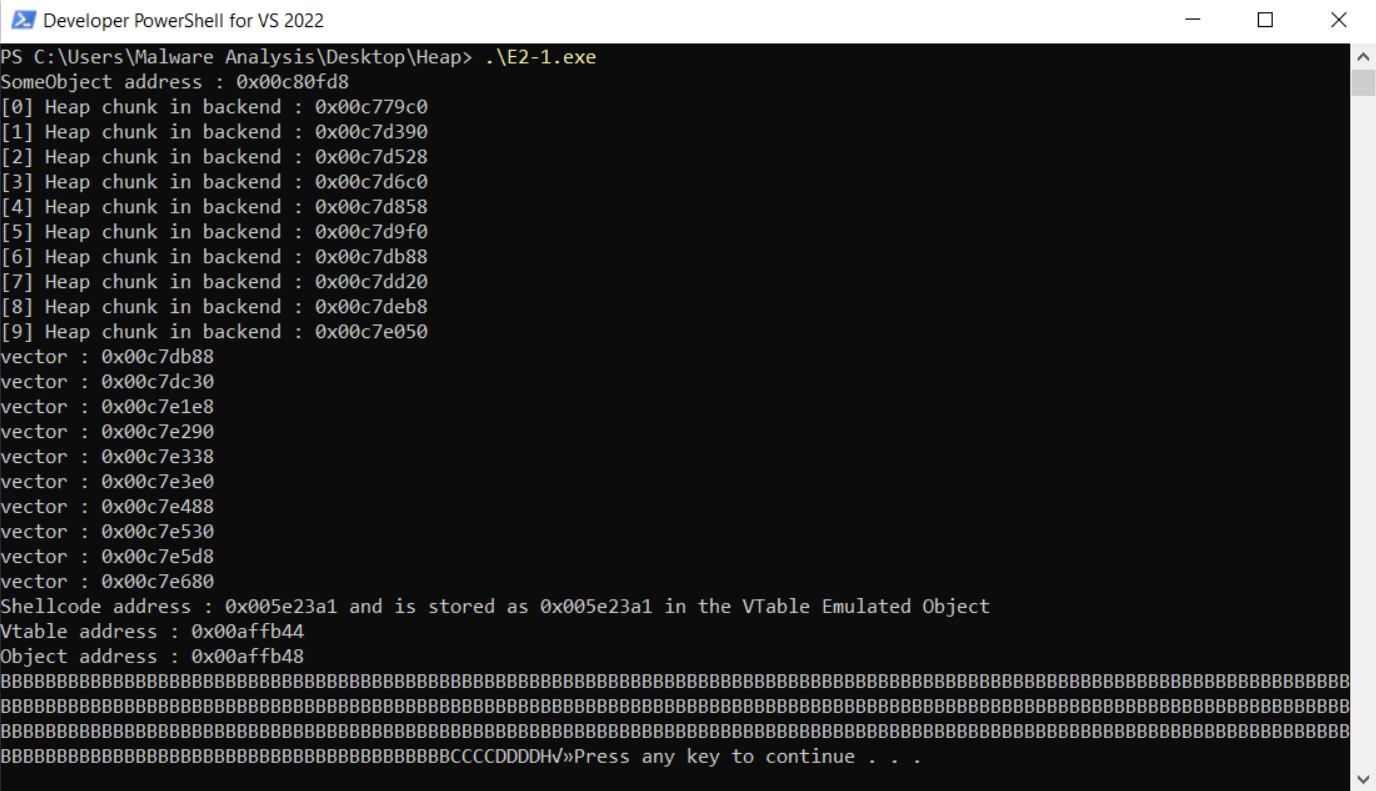 Developer PowerShell for VS 2022
PS C:\Users\Malware Analysis\Desktop\Heap> .\E2-1.exe
SomeObject address : 0x00c80fd8
[0] Heap chunk in backend : 0x00c779c0
[1] Heap chunk in backend : 0x00c7d390
[2] Heap chunk in backend : 0x00c7d528
[3] Heap chunk in backend : 0x00c7d6c0
[4] Heap chunk in backend : 0x00c7d858
[5] Heap chunk in backend : 0x00c7d9f0
[6] Heap chunk in backend : 0x00c7db88
[7] Heap chunk in backend : 0x00c7dd20
[8] Heap chunk in backend : 0x00c7deb8
[9] Heap chunk in backend : 0x00c7e050
vector : 0x00c7db88
vector : 0x00c7dc30
vector : 0x00c7e1e8
vector : 0x00c7e290
vector : 0x00c7e338
vector : 0x00c7e3e0
vector : 0x00c7e488
vector : 0x00c7e530
vector : 0x00c7e5d8
vector : 0x00c7e680
Shellcode address : 0x005e23a1 and is stored as 0x005e23a1 in the VTable Emulated Object
Vtable address : 0x00affb44
Object address : 0x00affb48
BBBBBBBBBBBBBBBBBBBBBBBBBBBBBBBBBBBBBBBBBBBBBBBBBBBBBBBBBBBBBBBBBBBBBBBBBBBBBBBBBBBBBBBBBBBBBBBBBBBBBBBBBBBBBBBBBBBBBBBB
BBBBBBBBBBBBBBBBBBBBBBBBBBBBBBBBBBBBBBBBBBBBBBBBBBBBBBBBBBBBBBBBBBBBBBBBBBBBBBBBBBBBBBBBBBBBBBBBBBBBBBBBBBBBBBBBBBBBBBBB
BBBBBBBBBBBBBBBBBBBBBBBBBBBBBBBBBBBBBBBBBBBBBBBBBBBBBBBBBBBBBBBBBBBBBBBBBBBBBBBBBBBBBBBBBBBBBBBBBBBBBBBBBBBBBBBBBBBBBBBB
BBBBBBBBBBBBBBBBBBBBBBBBBBBBBBBBBBBBBBBBCCCCDDDDH√»Press any key to continue . . .